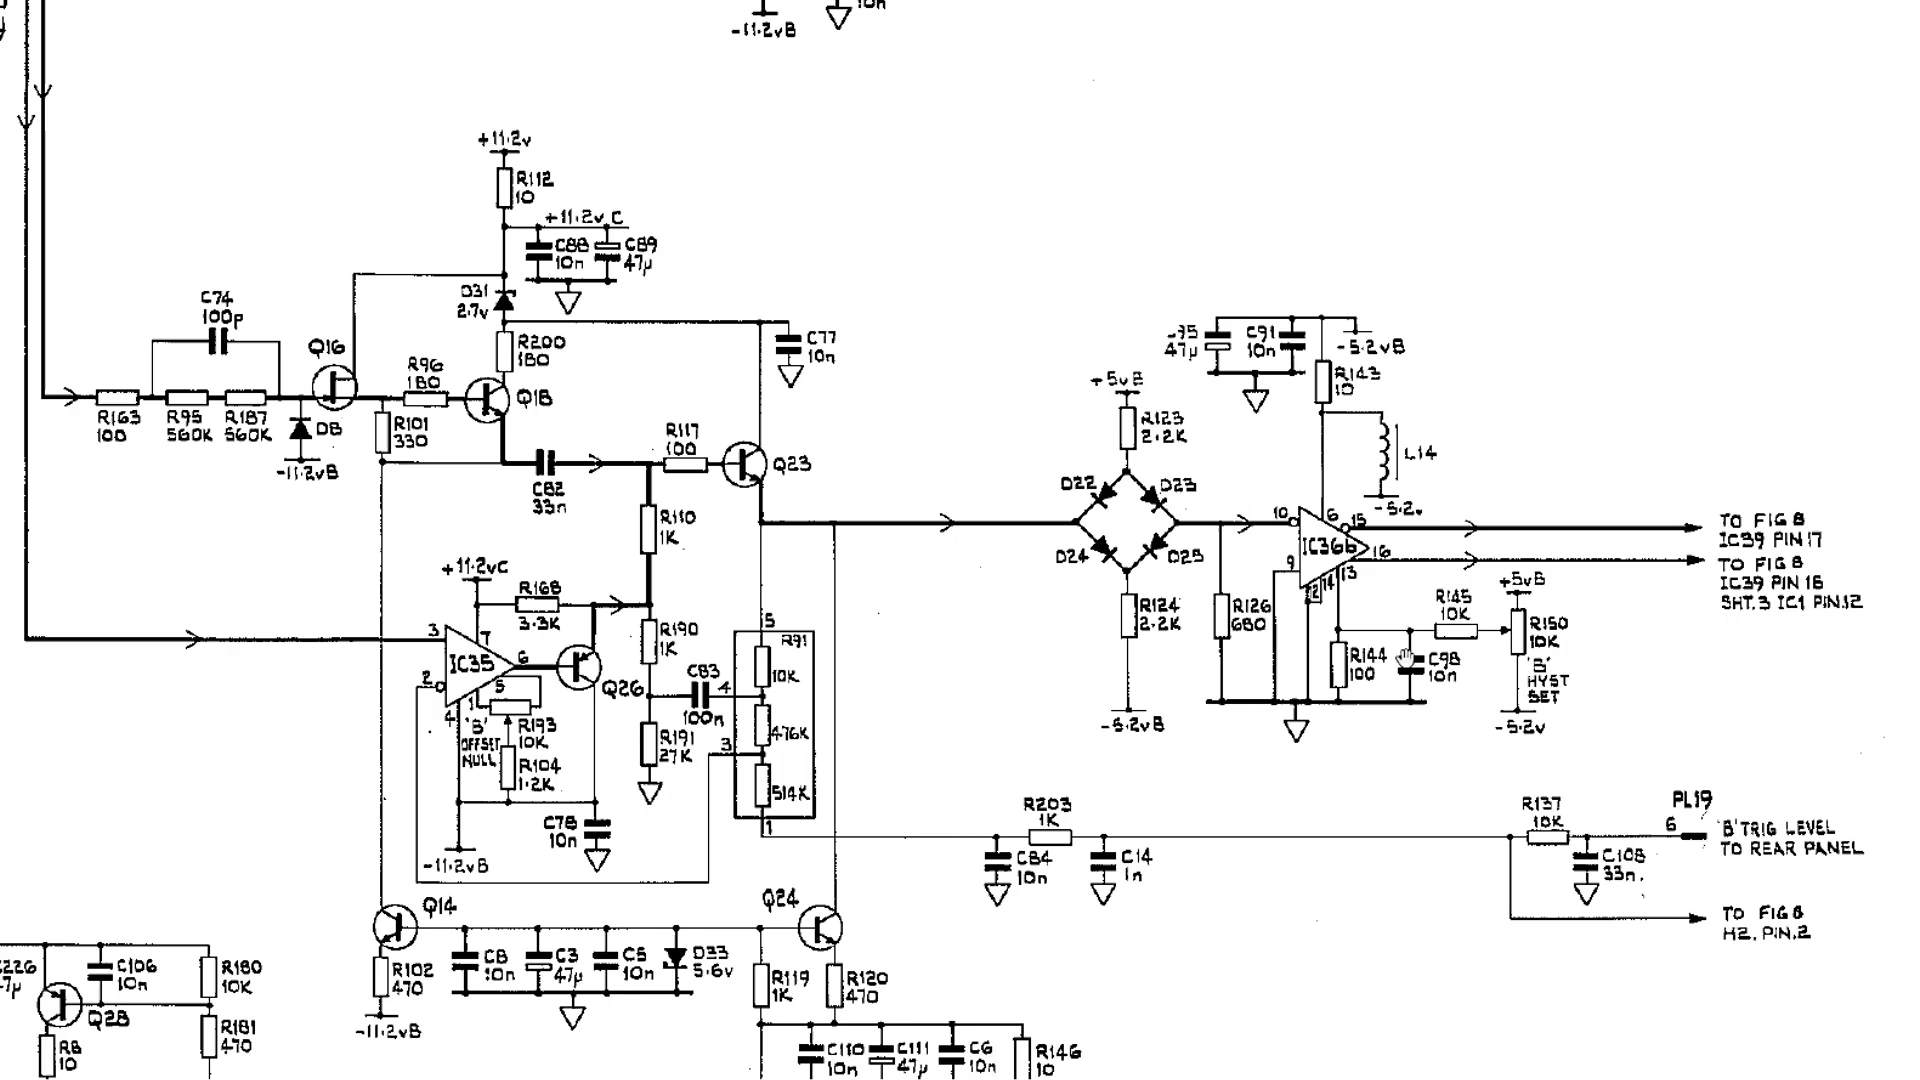 10n
-11·2vB
+11·2v
R112
10
+11·2v C
C88
10n
C89
47µ
D31
2·7v
C74
100p
R200
180
C77
10n
Q16
R96
180
Q18
R163
100
R95
560K
R187
560K
D8
R101
330
-11·2vB
R117
100
Q23
C82
33n
R110
1K
+11·2vC
R168
3.3K
3
7
IC35
6
2
5
1
4
Q26
'B'
OFFSET
NULL
R193
10K
R104
1·2K
R190
1K
C83
100n
4
R191
27K
3
5
R91
10K
476K
514K
1
C78
10n
-11·2vB
47µ
C91
10n
-5·2vB
R143
10
+5vB
R123
2·2K
L14
-5·2v
D22
D23
D24
D25
10
6
15
IC36b
16
9
12
14
13
R124
2·2K
R126
680
-5·2vB
R144
100
C98
10n
R145
10K
+5vB
R150
10K
'B'
HYST
SET
-5·2v
TO FIG 8
IC39 PIN 17
TO FIG 8
IC39 PIN 16
SHT.3 IC1 PIN.12
R203
1K
C84
10n
C14
1n
R137
10K
PL19
6
C108
33n.
'B' TRIG LEVEL
TO REAR PANEL
TO FIG 8
H2. PIN.2
Q14
Q24
R102
470
-11·2vB
C8
10n
C3
47µ
C5
10n
D33
5·6v
R119
1K
R120
470
C110
10n
C111
47µ
C6
10n
R146
10
C226
47µ
C106
10n
R180
10K
Q28
R181
470
R8
10